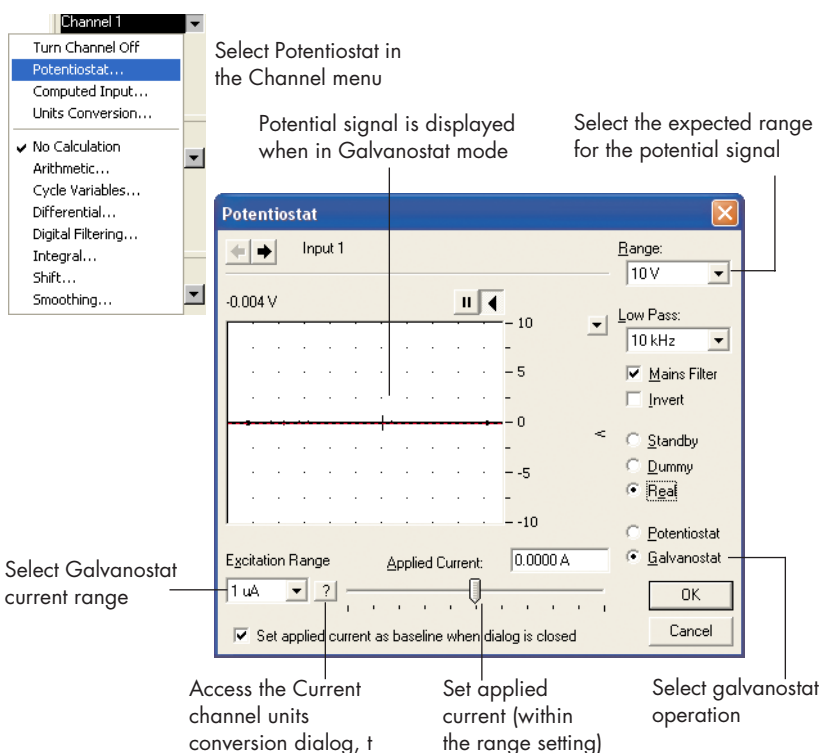 Channel 1
Turn Channel Off
Potentiostat...
Computed Input...
Units Conversion...
No Calculation
Arithmetic...
Cycle Variables...
Differential...
Digital Filtering...
Integral...
Shift...
Smoothing...
Select Potentiostat in
the Channel menu
Potential signal is displayed
when in Galvanostat mode
Select the expected range
for the potential signal
Potentiostat
Input 1
Range:
10 V
-0.004 V
Low Pass:
10 kHz
10
5
0
-5
-10
V
Mains Filter
Invert
Standby
Dummy
Real
Potentiostat
Galvanostat
Excitation Range
Applied Current:
0.0000 A
1 uA
?
OK
Set applied current as baseline when dialog is closed
Cancel
Select Galvanostat
current range
Access the Current
channel units
conversion dialog, t
Set applied
current (within
the range setting)
Select galvanostat
operation